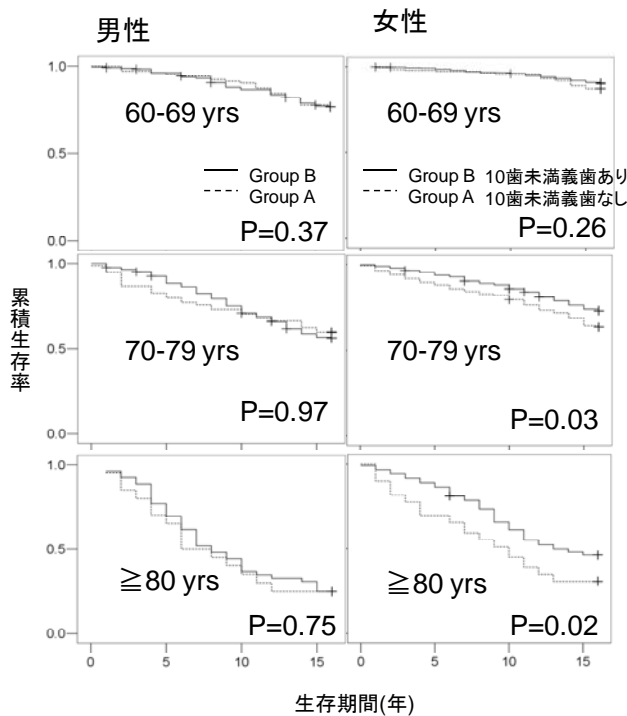 男性
女性
1.0
0.5
0.0
60-69 yrs
Group B
Group A
P=0.37
60-69 yrs
Group B 10歯未満義歯あり
Group A 10歯未満義歯なし
P=0.26
累積生存率
1.0
0.5
0.0
70-79 yrs
P=0.97
70-79 yrs
P=0.03
1.0
0.5
0.0
≧80 yrs
P=0.75
≧80 yrs
P=0.02
0 5 10 15
0 5 10 15
生存期間(年)